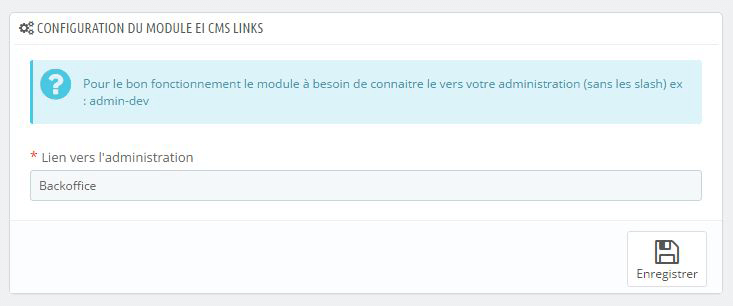 CONFIGURATION DU MODULE EI CMS LINKS
Pour le bon fonctionnement le module à besoin de connaitre le vers votre administration (sans les slash) ex
: admin-dev
* Lien vers l'administration
Backoffice
Enregistrer